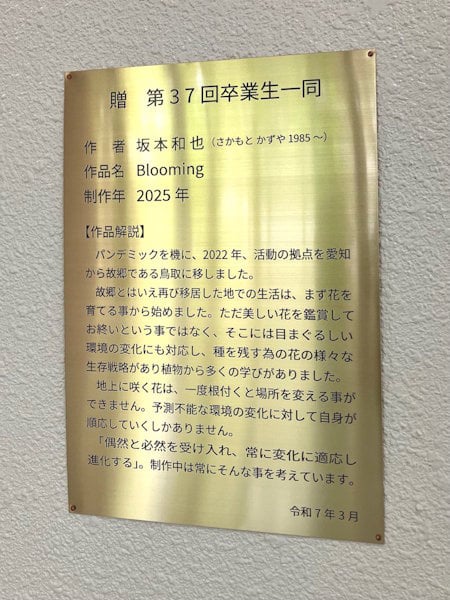 贈　第３７回卒業生一同
作　者　坂本和也（さかもと かずや 1985 ～）
作品名　Blooming
制作年　2025 年
【作品解説】
　パンデミックを機に、2022 年、活動の拠点を愛知
から故郷である鳥取に移しました。
　故郷とはいえ再び移居した地での生活は、まず花を
育てる事から始めました。ただ美しい花を鑑賞して
お終いという事ではなく、そこには目まぐるしい
環境の変化にも対応し、種を残す為の花の様々な
生存戦略があり植物から多くの学びがありました。
　地上に咲く花は、一度根付くと場所を変える事が
できません。予測不能な環境の変化に対して自身が
順応していくしかありません。
　「偶然と必然を受け入れ、常に変化に適応し
進化する」。制作中は常にそんな事を考えています。
令和７年３月